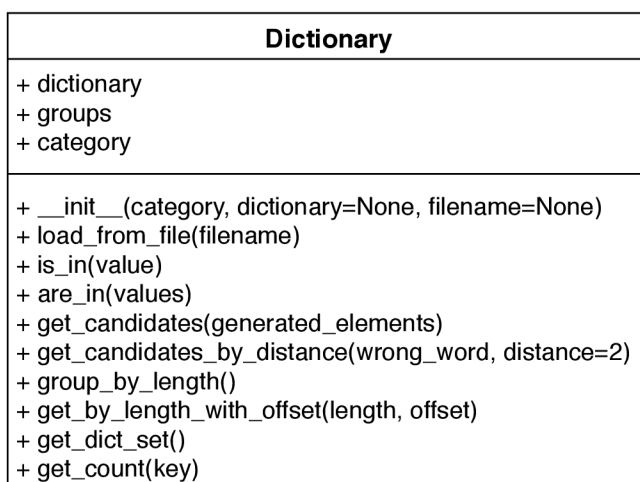 Dictionary
+ dictionary
+ groups
+ category
+ __init__(category, dictionary=None, filename=None)
+ load_from_file(filename)
+ is_in(value)
+ are_in(values)
+ get_candidates(generated_elements)
+ get_candidates_by_distance(wrong_word, distance=2)
+ group_by_length()
+ get_by_length_with_offset(length, offset)
+ get_dict_set()
+ get_count(key)